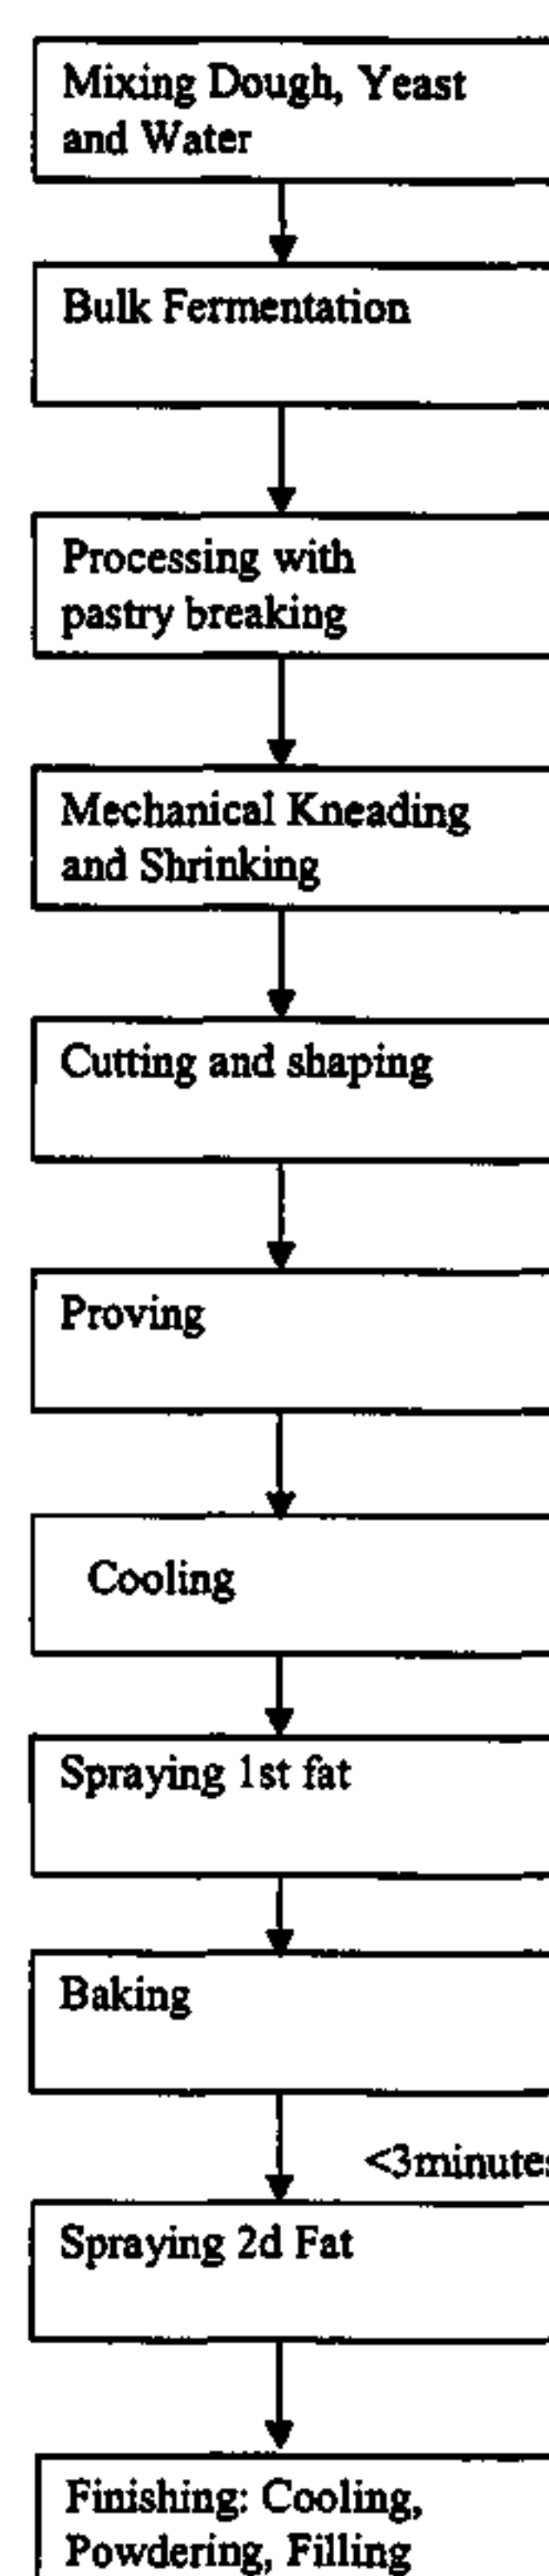 Mixing Dough, Yeast
and Water
Bulk Fermentation
Processing with
pastry breaking
Mechanical Kneading
and Shrinking
Cutting and shaping
Proving
Cooling
Spraying 1st fat
Baking
<3minutes
Spraying 2d Fat
Finishing: Cooling,
Powdering, Filling